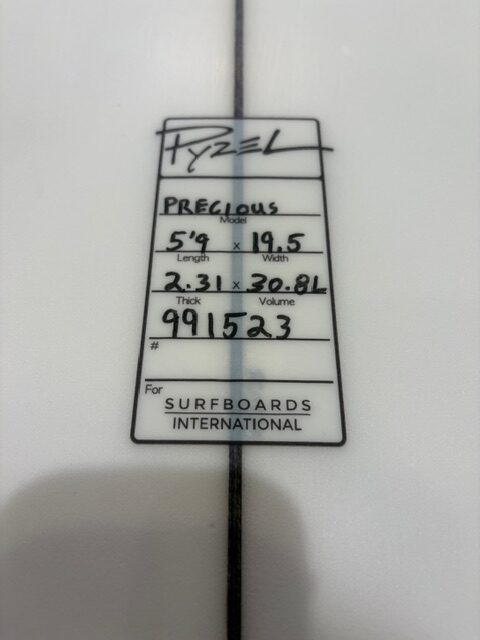 PYZEL
PRECIOUS
Model
5'9 x 19.5
Length Width
2.31 x 30.8L
Thick Volume
991523
#
For
SURFBOARDS
INTERNATIONAL